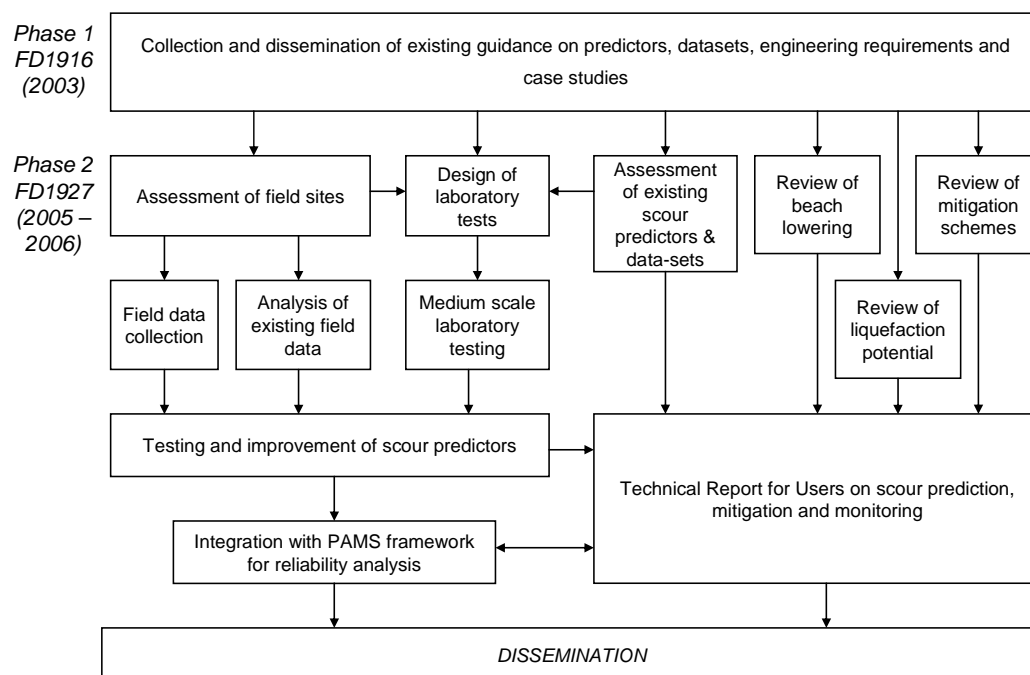 Phase 1
FD1916
(2003)
Collection and dissemination of existing guidance on predictors, datasets, engineering requirements and
case studies
Phase 2
FD1927
(2005 –
2006)
Assessment of field sites
Design of
laboratory
tests
Assessment
of existing
scour
predictors &
data-sets
Review of
beach
lowering
Review of
mitigation
schemes
Field data
collection
Analysis of
existing field
data
Medium scale
laboratory
testing
Review of
liquefaction
potential
Testing and improvement of scour predictors
Technical Report for Users on scour prediction,
mitigation and monitoring
Integration with PAMS framework
for reliability analysis
DISSEMINATION